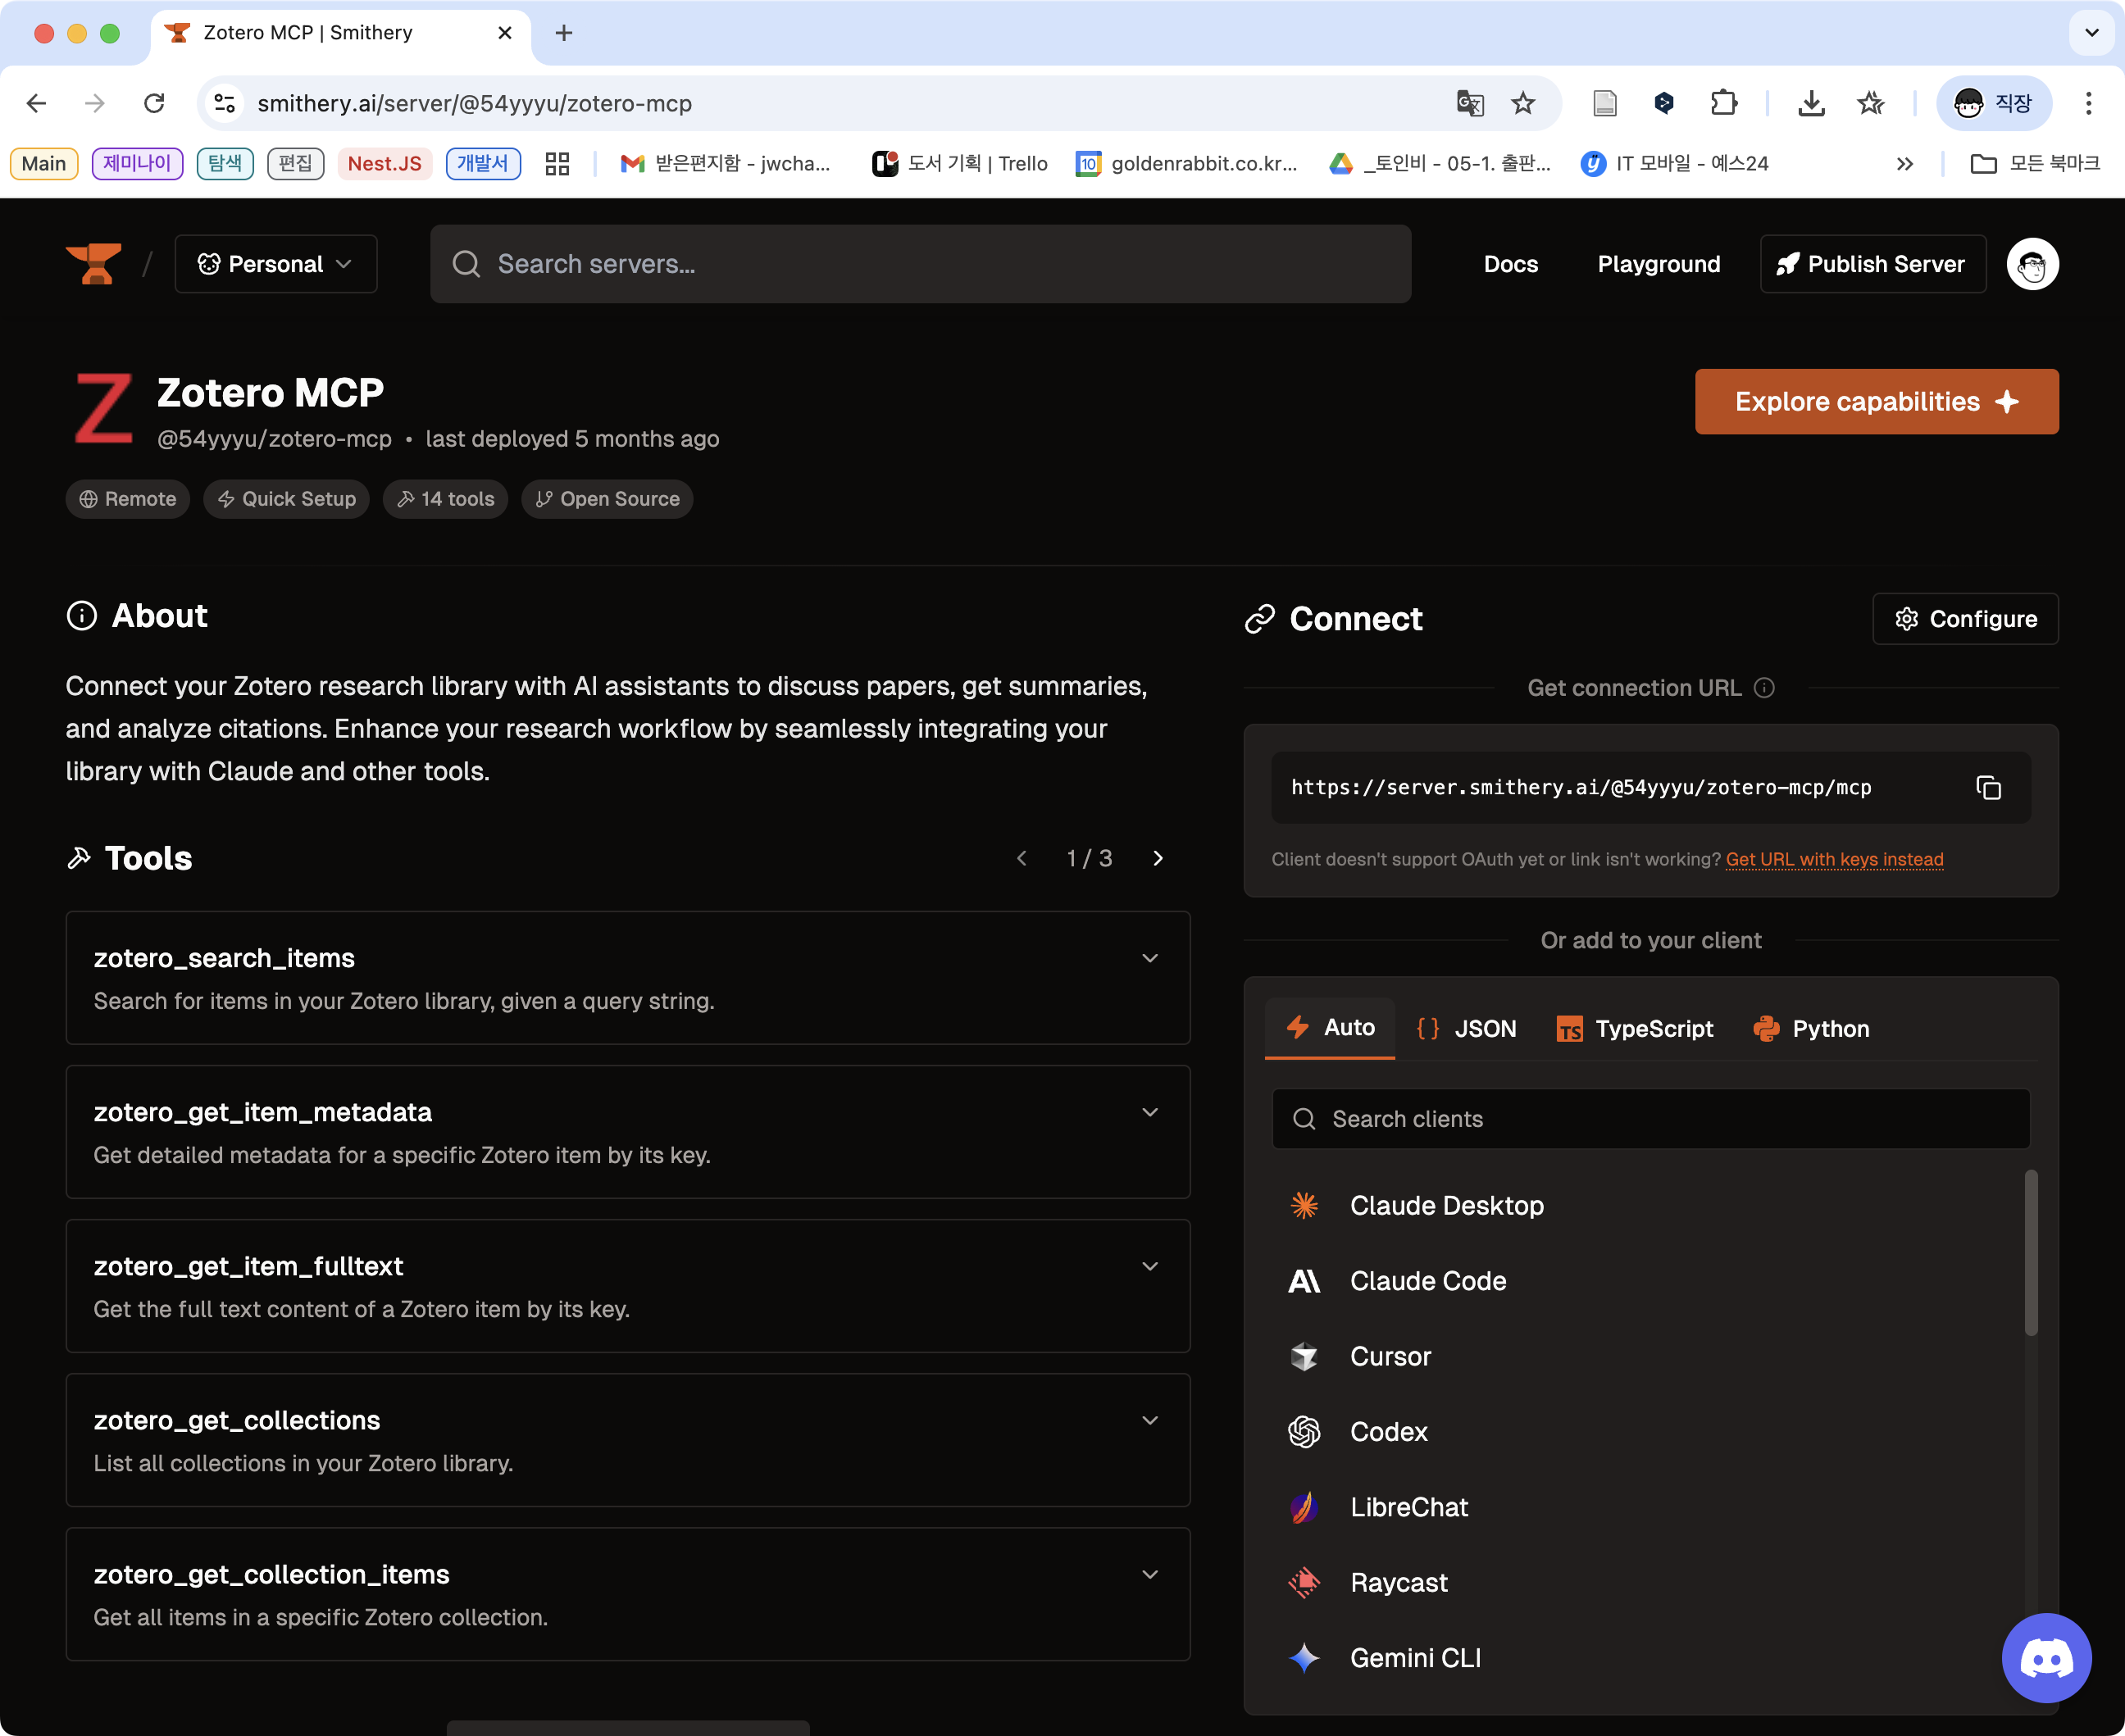 Zotero MCP | Smithery
smithery.ai/server/@54yyyu/zotero-mcp
직장
Main
제미나이
탐색
편집
Nest.JS
개발서
받은편지함 - jwcha...
도서 기획 | Trello
10
goldenrabbit.co.kr...
_토인비 - 05-1. 출판...
IT 모바일 - 예스24
모든 북마크
/
Personal
Search servers...
Docs
Playground
Publish Server
Z
Zotero MCP
@54yyyu/zotero-mcp • last deployed 5 months ago
Explore capabilities
Remote
Quick Setup
14 tools
Open Source
About
Connect your Zotero research library with AI assistants to discuss papers, get summaries,
and analyze citations. Enhance your research workflow by seamlessly integrating your
library with Claude and other tools.
Tools
1 / 3
zotero_search_items
Search for items in your Zotero library, given a query string.
zotero_get_item_metadata
Get detailed metadata for a specific Zotero item by its key.
zotero_get_item_fulltext
Get the full text content of a Zotero item by its key.
zotero_get_collections
List all collections in your Zotero library.
zotero_get_collection_items
Get all items in a specific Zotero collection.
Connect
Configure
Get connection URL
https://server.smithery.ai/@54yyyu/zotero-mcp/mcp
Client doesn't support OAuth yet or link isn't working? Get URL with keys instead
Or add to your client
Auto
{ } JSON
TS TypeScript
Python
Search clients
Claude Desktop
Claude Code
Cursor
Codex
LibreChat
Raycast
Gemini CLI